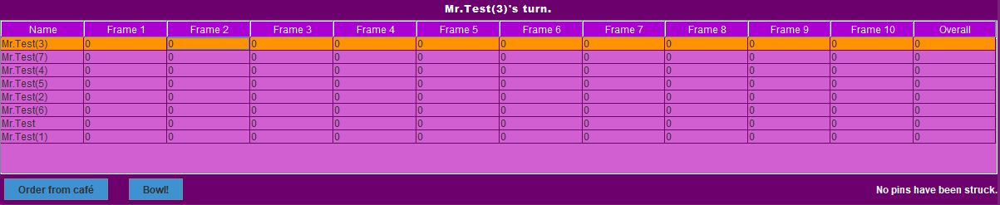 Mr.Test(3)'s turn.
Name Frame 1 Frame 2 Frame 3 Frame 4 Frame 5 Frame 6 Frame 7 Frame 8 Frame 9 Frame 10 Overall
Mr.Test(3) 0 0 0 0 0 0 0 0 0 0 0
Mr.Test(7) 0 0 0 0 0 0 0 0 0 0 0
Mr.Test(4) 0 0 0 0 0 0 0 0 0 0 0
Mr.Test(5) 0 0 0 0 0 0 0 0 0 0 0
Mr.Test(2) 0 0 0 0 0 0 0 0 0 0 0
Mr.Test(6) 0 0 0 0 0 0 0 0 0 0 0
Mr.Test 0 0 0 0 0 0 0 0 0 0 0
Mr.Test(1) 0 0 0 0 0 0 0 0 0 0 0
Order from café Bowl! No pins have been struck.